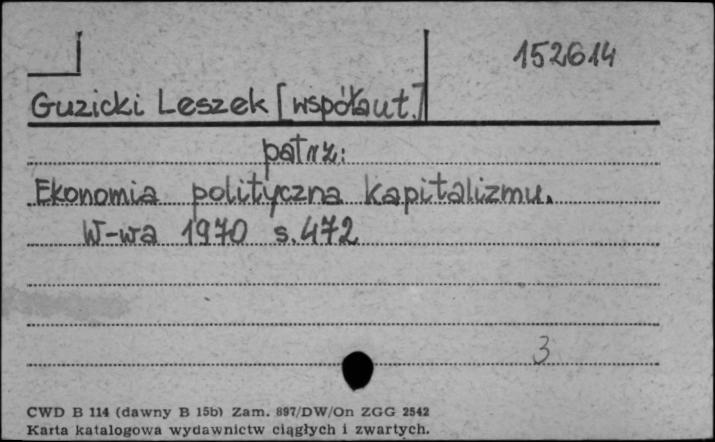 152614
Guzicki Leszek [współaut.]
patrz:
Ekonomia polityczna kapitalizmu.
W-wa 1970 s. 472
3
CWD B 114 (dawny B 15b) Zam. 897/DW/On ZGG 2542
Karta katalogowa wydawnictw ciągłych i zwartych.